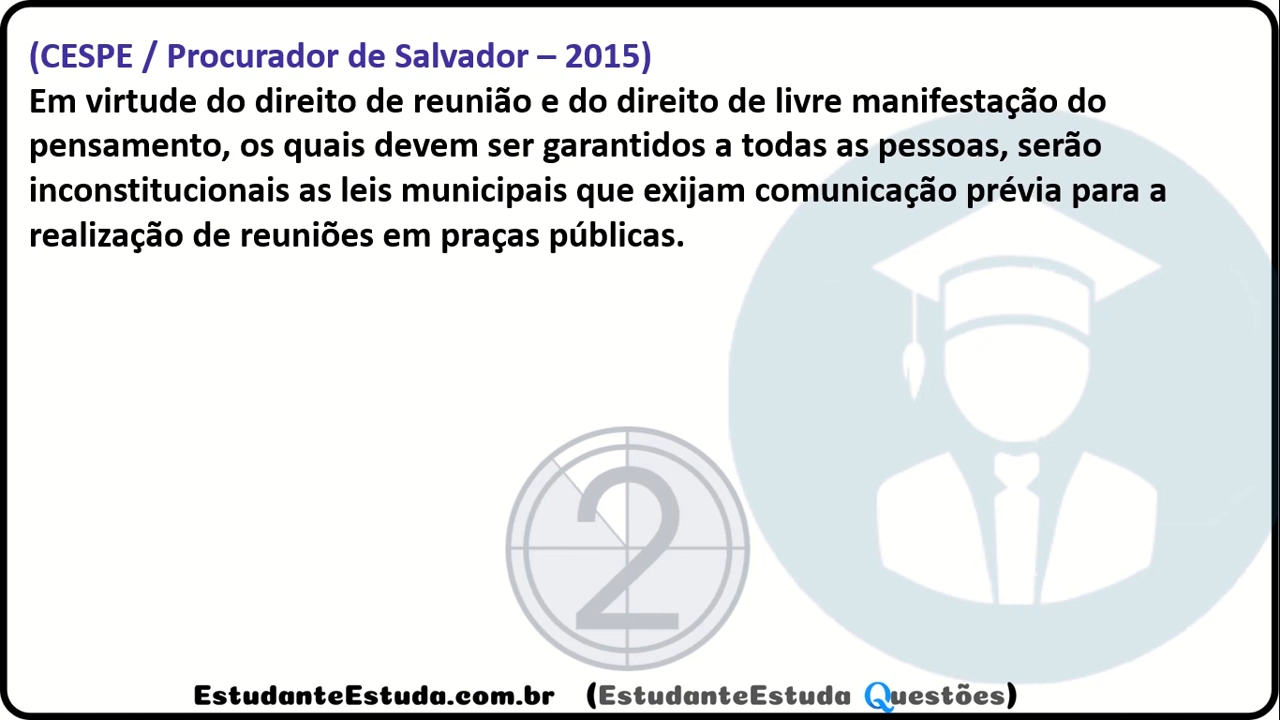 (CESPE / Procurador de Salvador – 2015)
Em virtude do direito de reunião e do direito de livre manifestação do
pensamento, os quais devem ser garantidos a todas as pessoas, serão
inconstitucionais as leis municipais que exijam comunicação prévia para a
realização de reuniões em praças públicas.
2
EstudanteEstuda.com.br (EstudanteEstuda Questões)